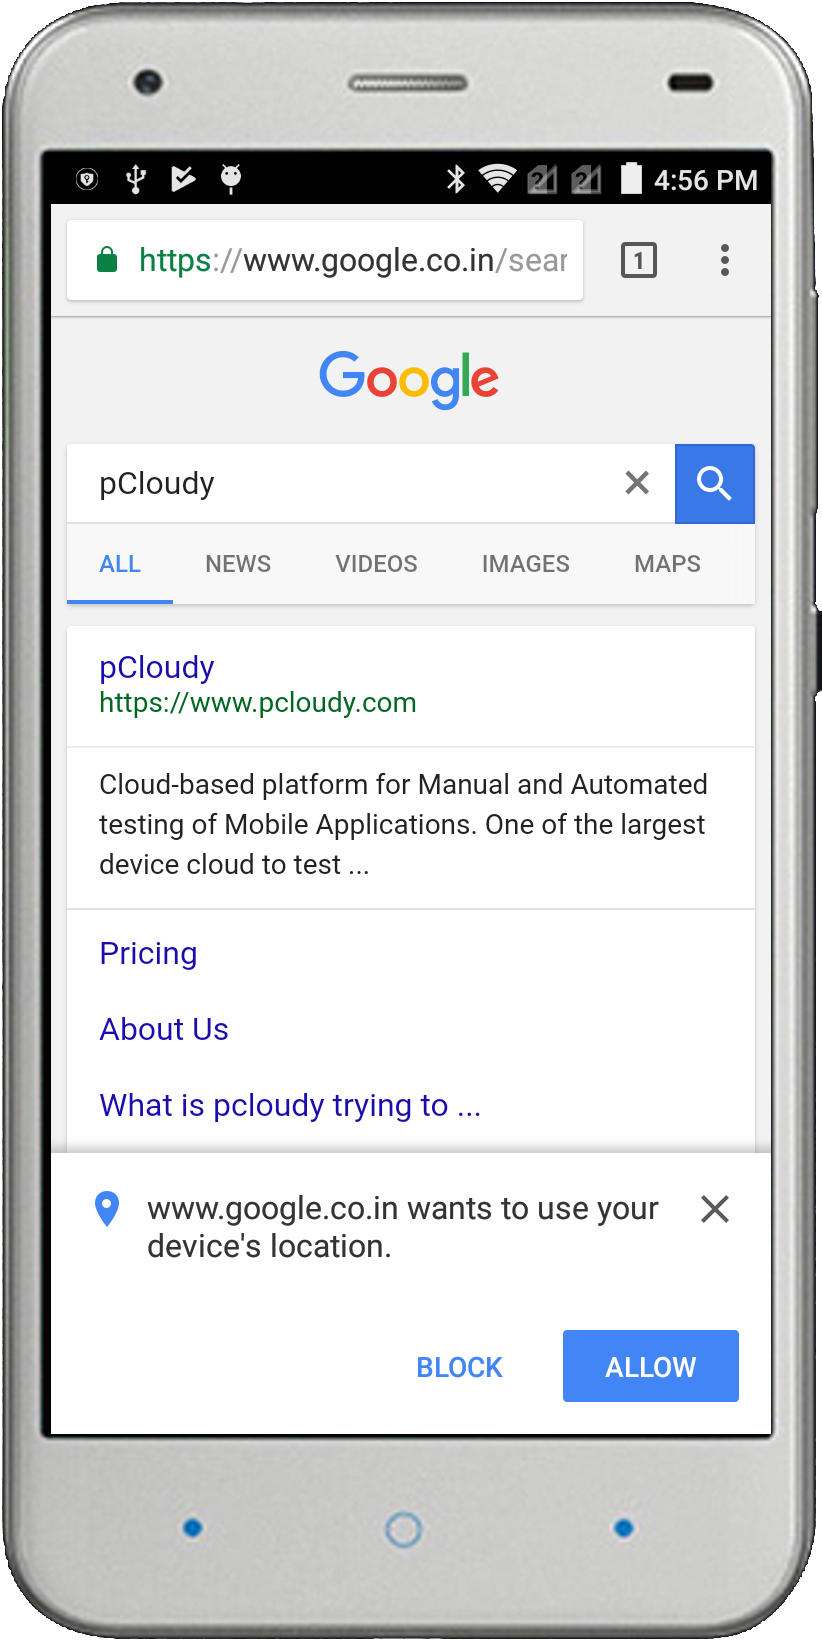 4:56 PM
https://www.google.co.in/sear
1
Google
pCloudy
ALL NEWS VIDEOS IMAGES MAPS
pCloudy
https://www.pcloudy.com
Cloud-based platform for Manual and Automated
testing of Mobile Applications. One of the largest
device cloud to test ...
Pricing
About Us
What is pcloudy trying to ...
www.google.co.in wants to use your
device's location.
BLOCK ALLOW